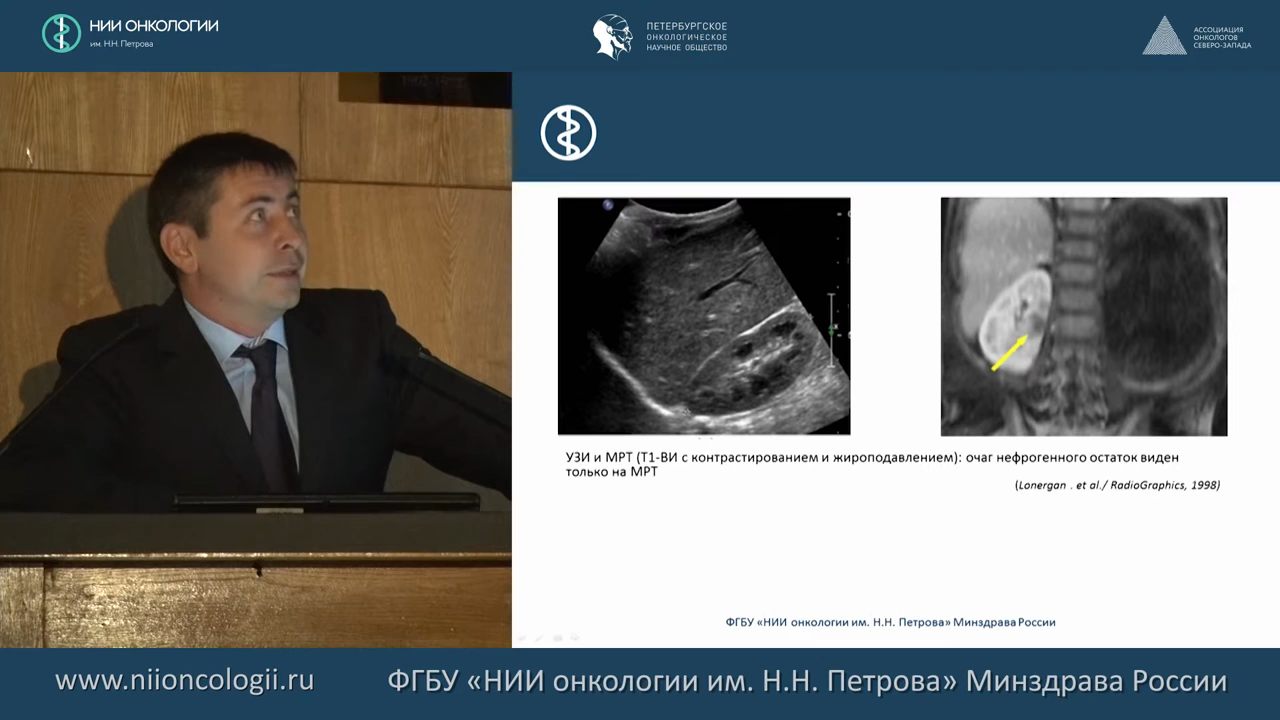 НИИ ОНКОЛОГИИ
им. Н.Н. Петрова
ПЕТЕРБУРГСКОЕ
ОНКОЛОГИЧЕСКОЕ
НАУЧНОЕ ОБЩЕСТВО
АССОЦИАЦИЯ
ОНКОЛОГОВ
СЕВЕРО-ЗАПАДА
УЗИ и МРТ (Т1-ВИ с контрастированием и жироподавлением): очаг нефрогенного остаток виден
только на МРТ
(Lonergan . et al./ RadioGraphics, 1998)
ФГБУ «НИИ онкологии им. Н.Н. Петрова» Минздрава России
www.niioncologii.ru
ФГБУ «НИИ онкологии им. Н.Н. Петрова» Минздрава России